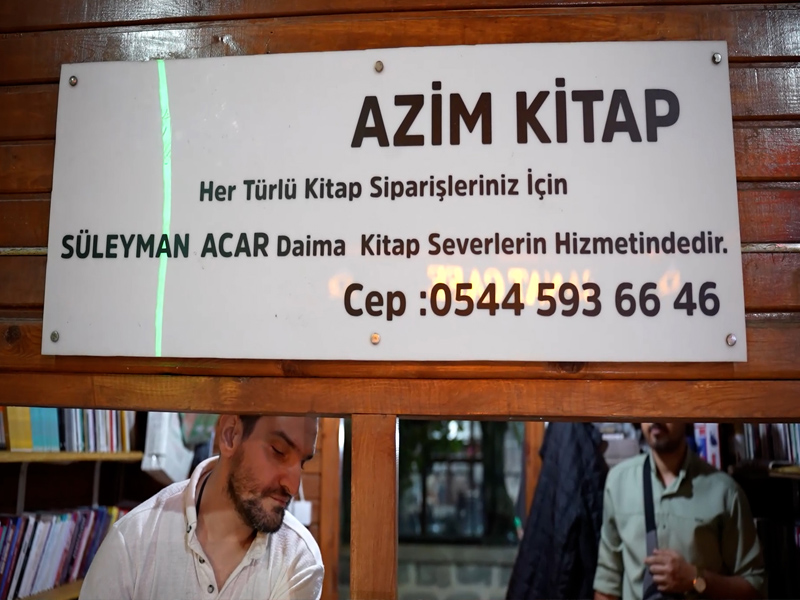 AZİM KİTAP
Her Türlü Kitap Siparişleriniz İçin
SÜLEYMAN ACAR Daima Kitap Severlerin Hizmetindedir.
Cep :0544 593 66 46